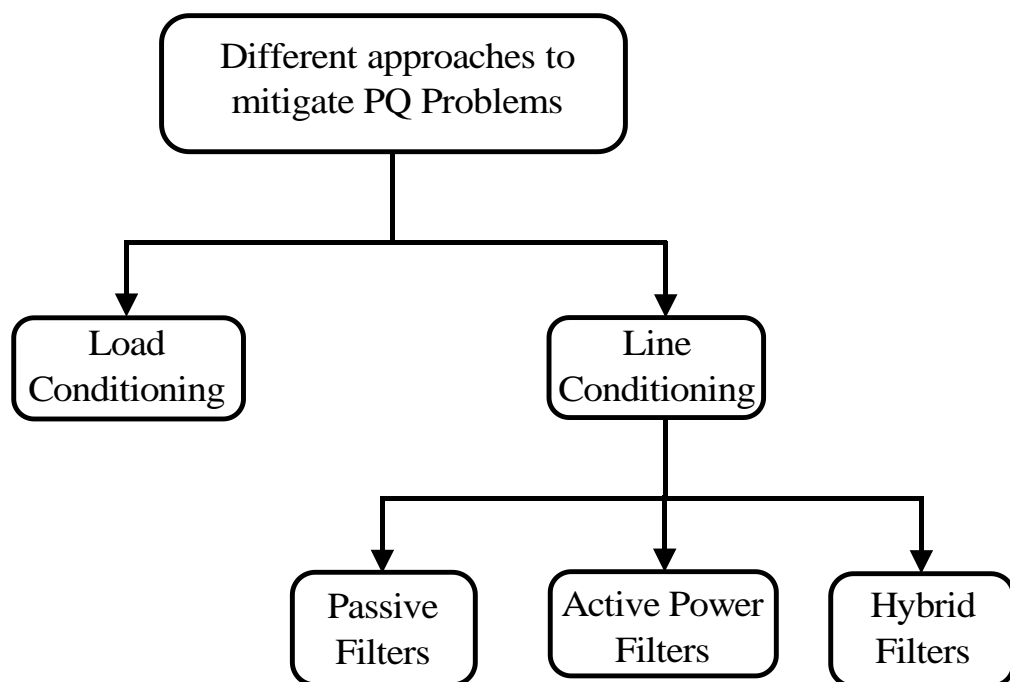 Different approaches to
mitigate PQ Problems
Load
Conditioning
Line
Conditioning
Passive
Filters
Active Power
Filters
Hybrid
Filters